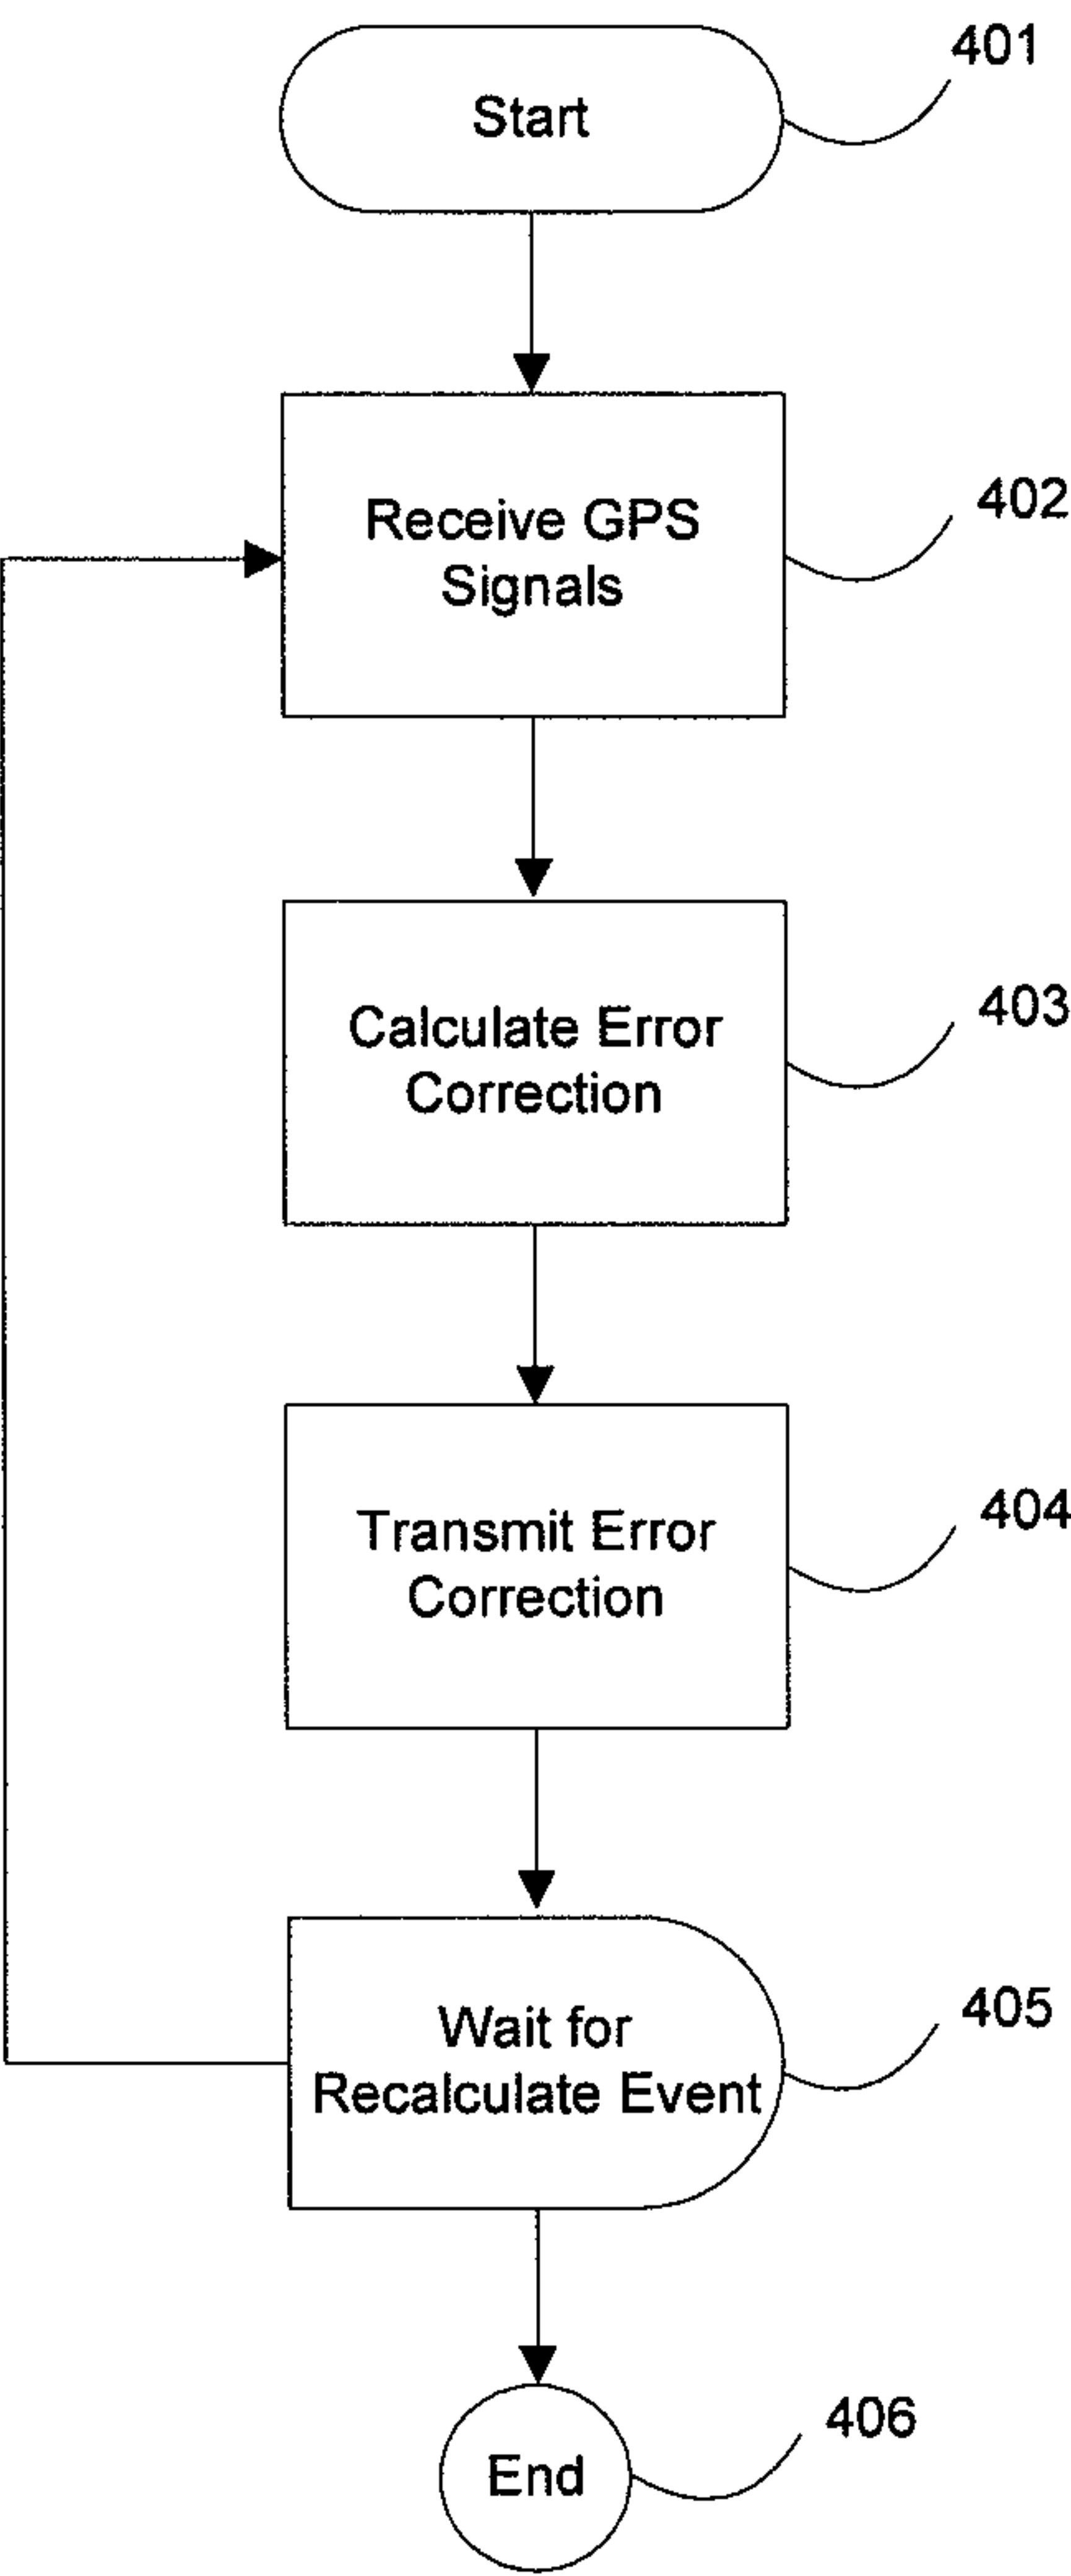 Start
401
Receive GPS
Signals
402
Calculate Error
Correction
403
Transmit Error
Correction
404
Wait for
Recalculate Event
405
End
406